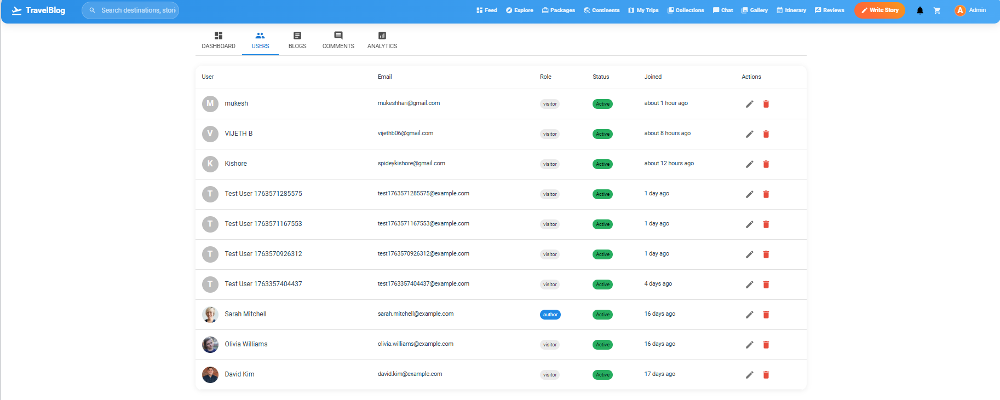 TravelBlog Search destinations, stori Feed Explore Packages Continents My Trips Collections Chat Gallery Itinerary Reviews Write Story A Admin
DASHBOARD USERS BLOGS COMMENTS ANALYTICS
User Email Role Status Joined Actions
M mukesh mukeshhari@gmail.com visitor Active about 1 hour ago
V VIJETH B vijethb06@gmail.com visitor Active about 8 hours ago
K Kishore spideykishore@gmail.com visitor Active about 12 hours ago
T Test User 1763571285575 test1763571285575@example.com visitor Active 1 day ago
T Test User 1763571167553 test1763571167553@example.com visitor Active 1 day ago
T Test User 1763570926312 test1763570926312@example.com visitor Active 1 day ago
T Test User 1763357404437 test1763357404437@example.com visitor Active 4 days ago
Sarah Mitchell sarah.mitchell@example.com author Active 16 days ago
Olivia Williams olivia.williams@example.com visitor Active 16 days ago
David Kim david.kim@example.com visitor Active 17 days ago